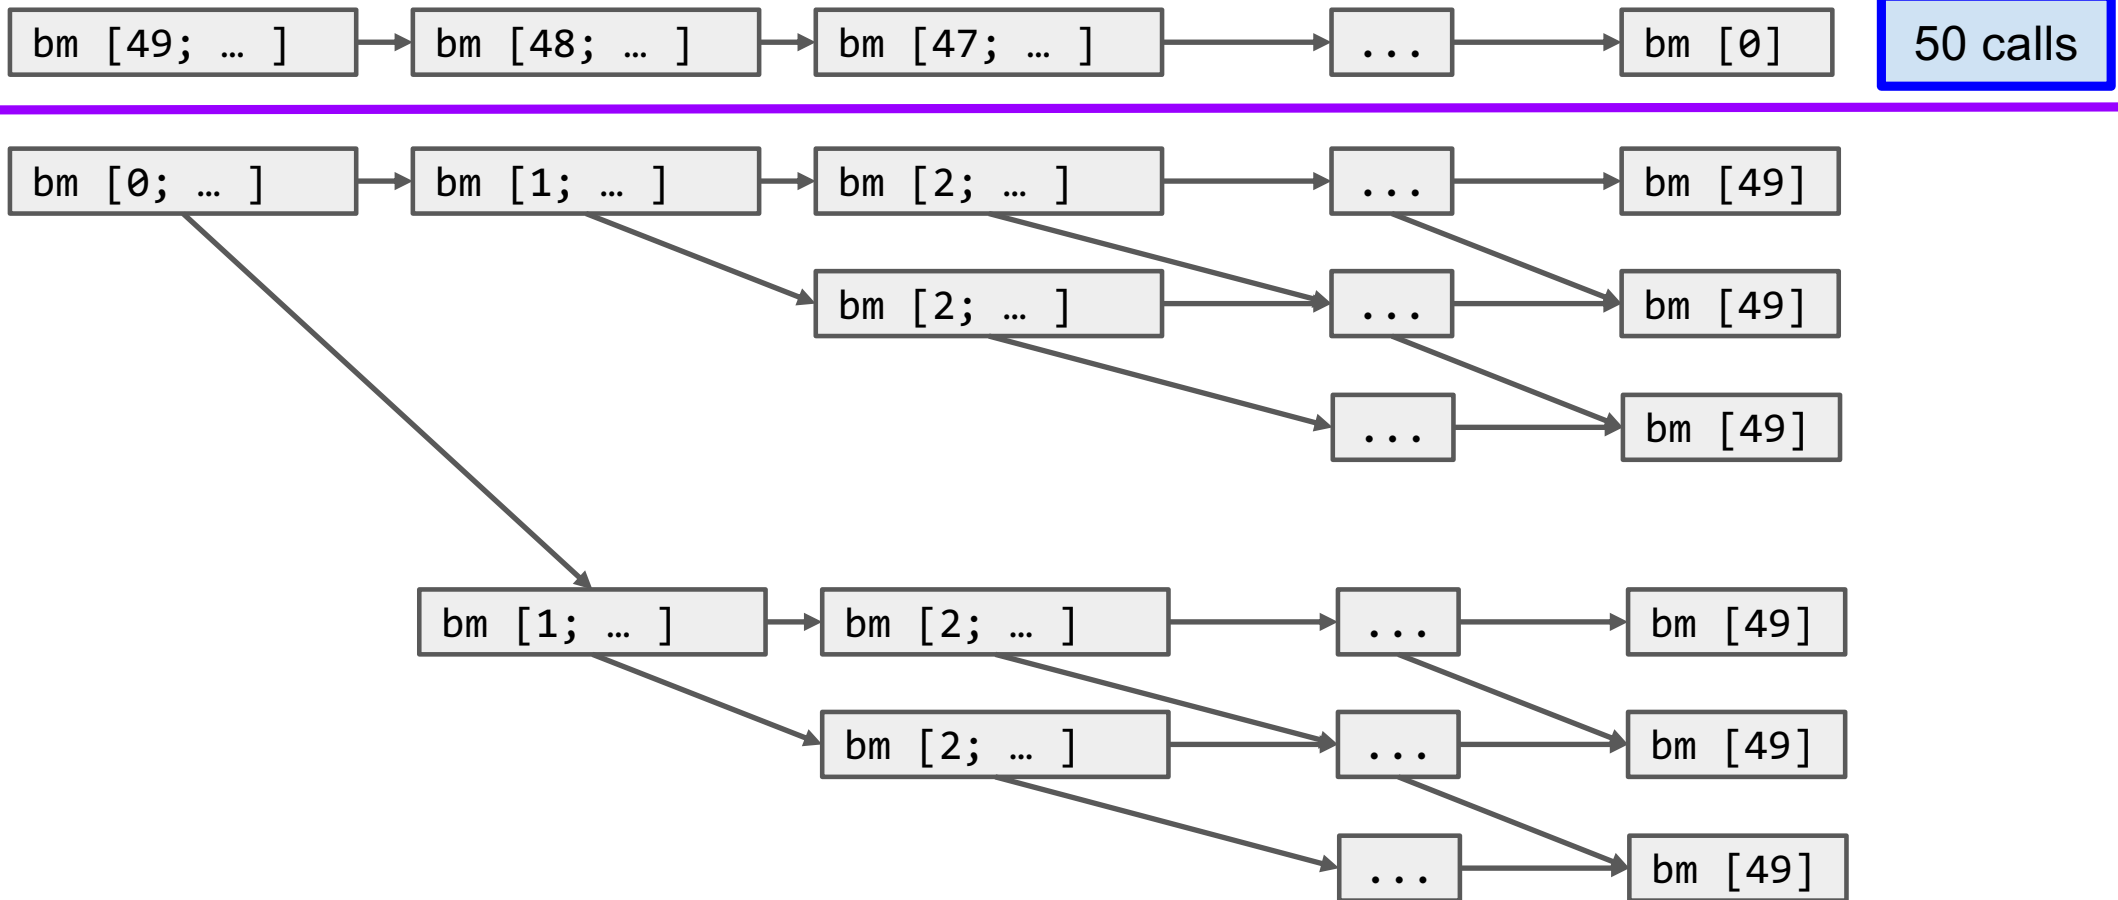 bm [49; … ] bm [48; … ] bm [47; … ] ... bm [0] 50 calls
bm [0; … ] bm [1; … ] bm [2; … ] ... bm [49]
bm [2; … ] ... bm [49]
... bm [49]
bm [1; … ] bm [2; … ] ... bm [49]
bm [2; … ] ... bm [49]
... bm [49]